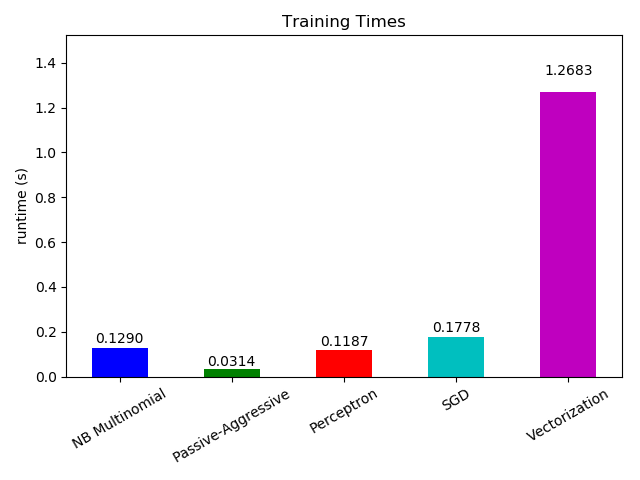 Training Times
runtime (s)
1.4
1.2
1.0
0.8
0.6
0.4
0.2
0.0
0.1290
0.0314
0.1187
0.1778
1.2683
NB Multinomial
Passive-Aggressive
Perceptron
SGD
Vectorization